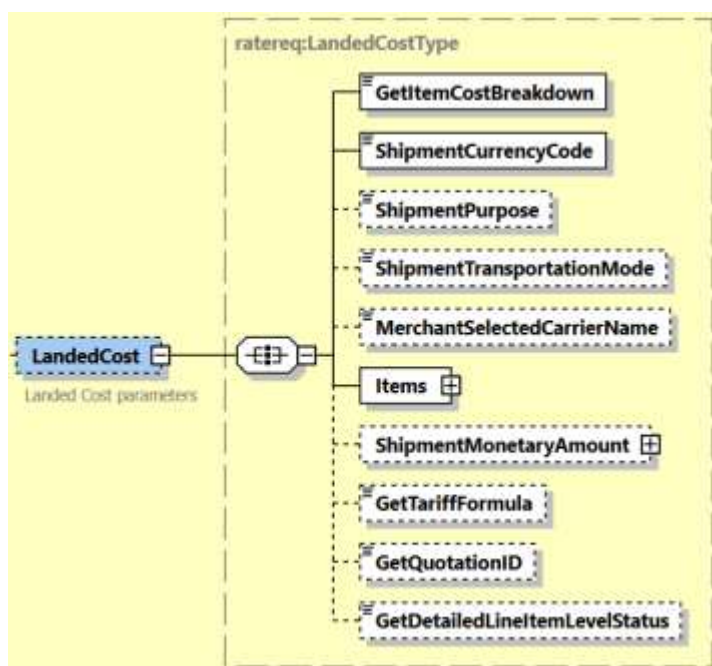 ratereq:LandedCostType
GetItemCostBreakdown
ShipmentCurrencyCode
ShipmentPurpose
ShipmentTransportationMode
MerchantSelectedCarrierName
LandedCost
Landed Cost parameters
Items
ShipmentMonetaryAmount
GetTariffFormula
GetQuotationID
GetDetailedLineItemLevelStatus